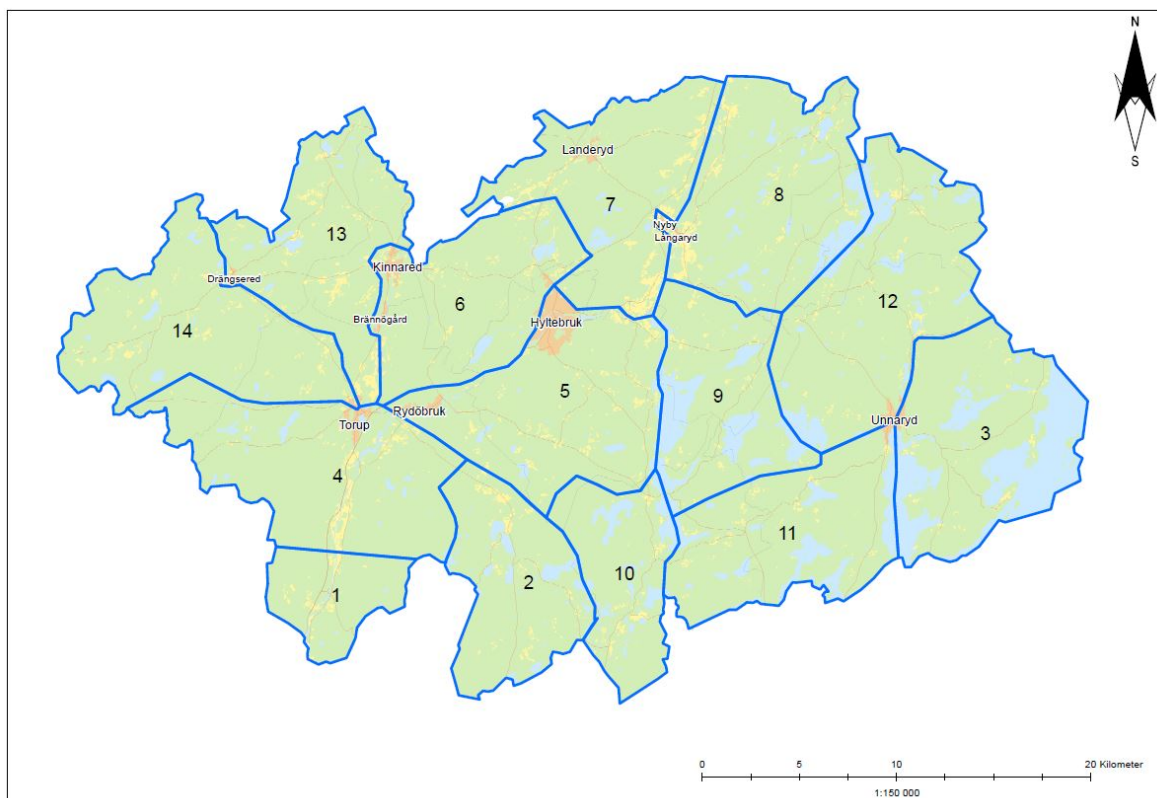 N
S
Landeryd
7
8
Nyby
Långaryd
13
Kinnared
Drängsered
14
Brännögård
6
Hyltebruk
12
5
9
Rydöbruk
Torup
Unnaryd
3
4
11
10
2
1
0 5 10 20 Kilometer
1:150 000